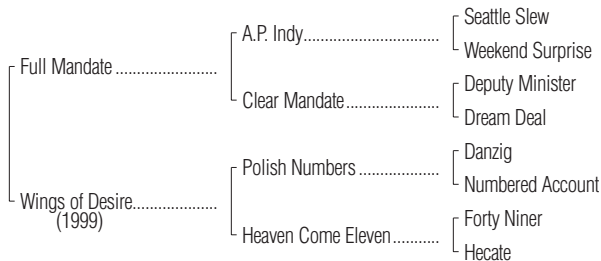 Seattle Slew
A.P. Indy........................
Weekend Surprise
Full Mandate ......................
Deputy Minister
Clear Mandate.....................
Dream Deal
Danzig
Polish Numbers ..................
Numbered Account
Wings of Desire...................
(1999)
Forty Niner
Heaven Come Eleven...........
Hecate